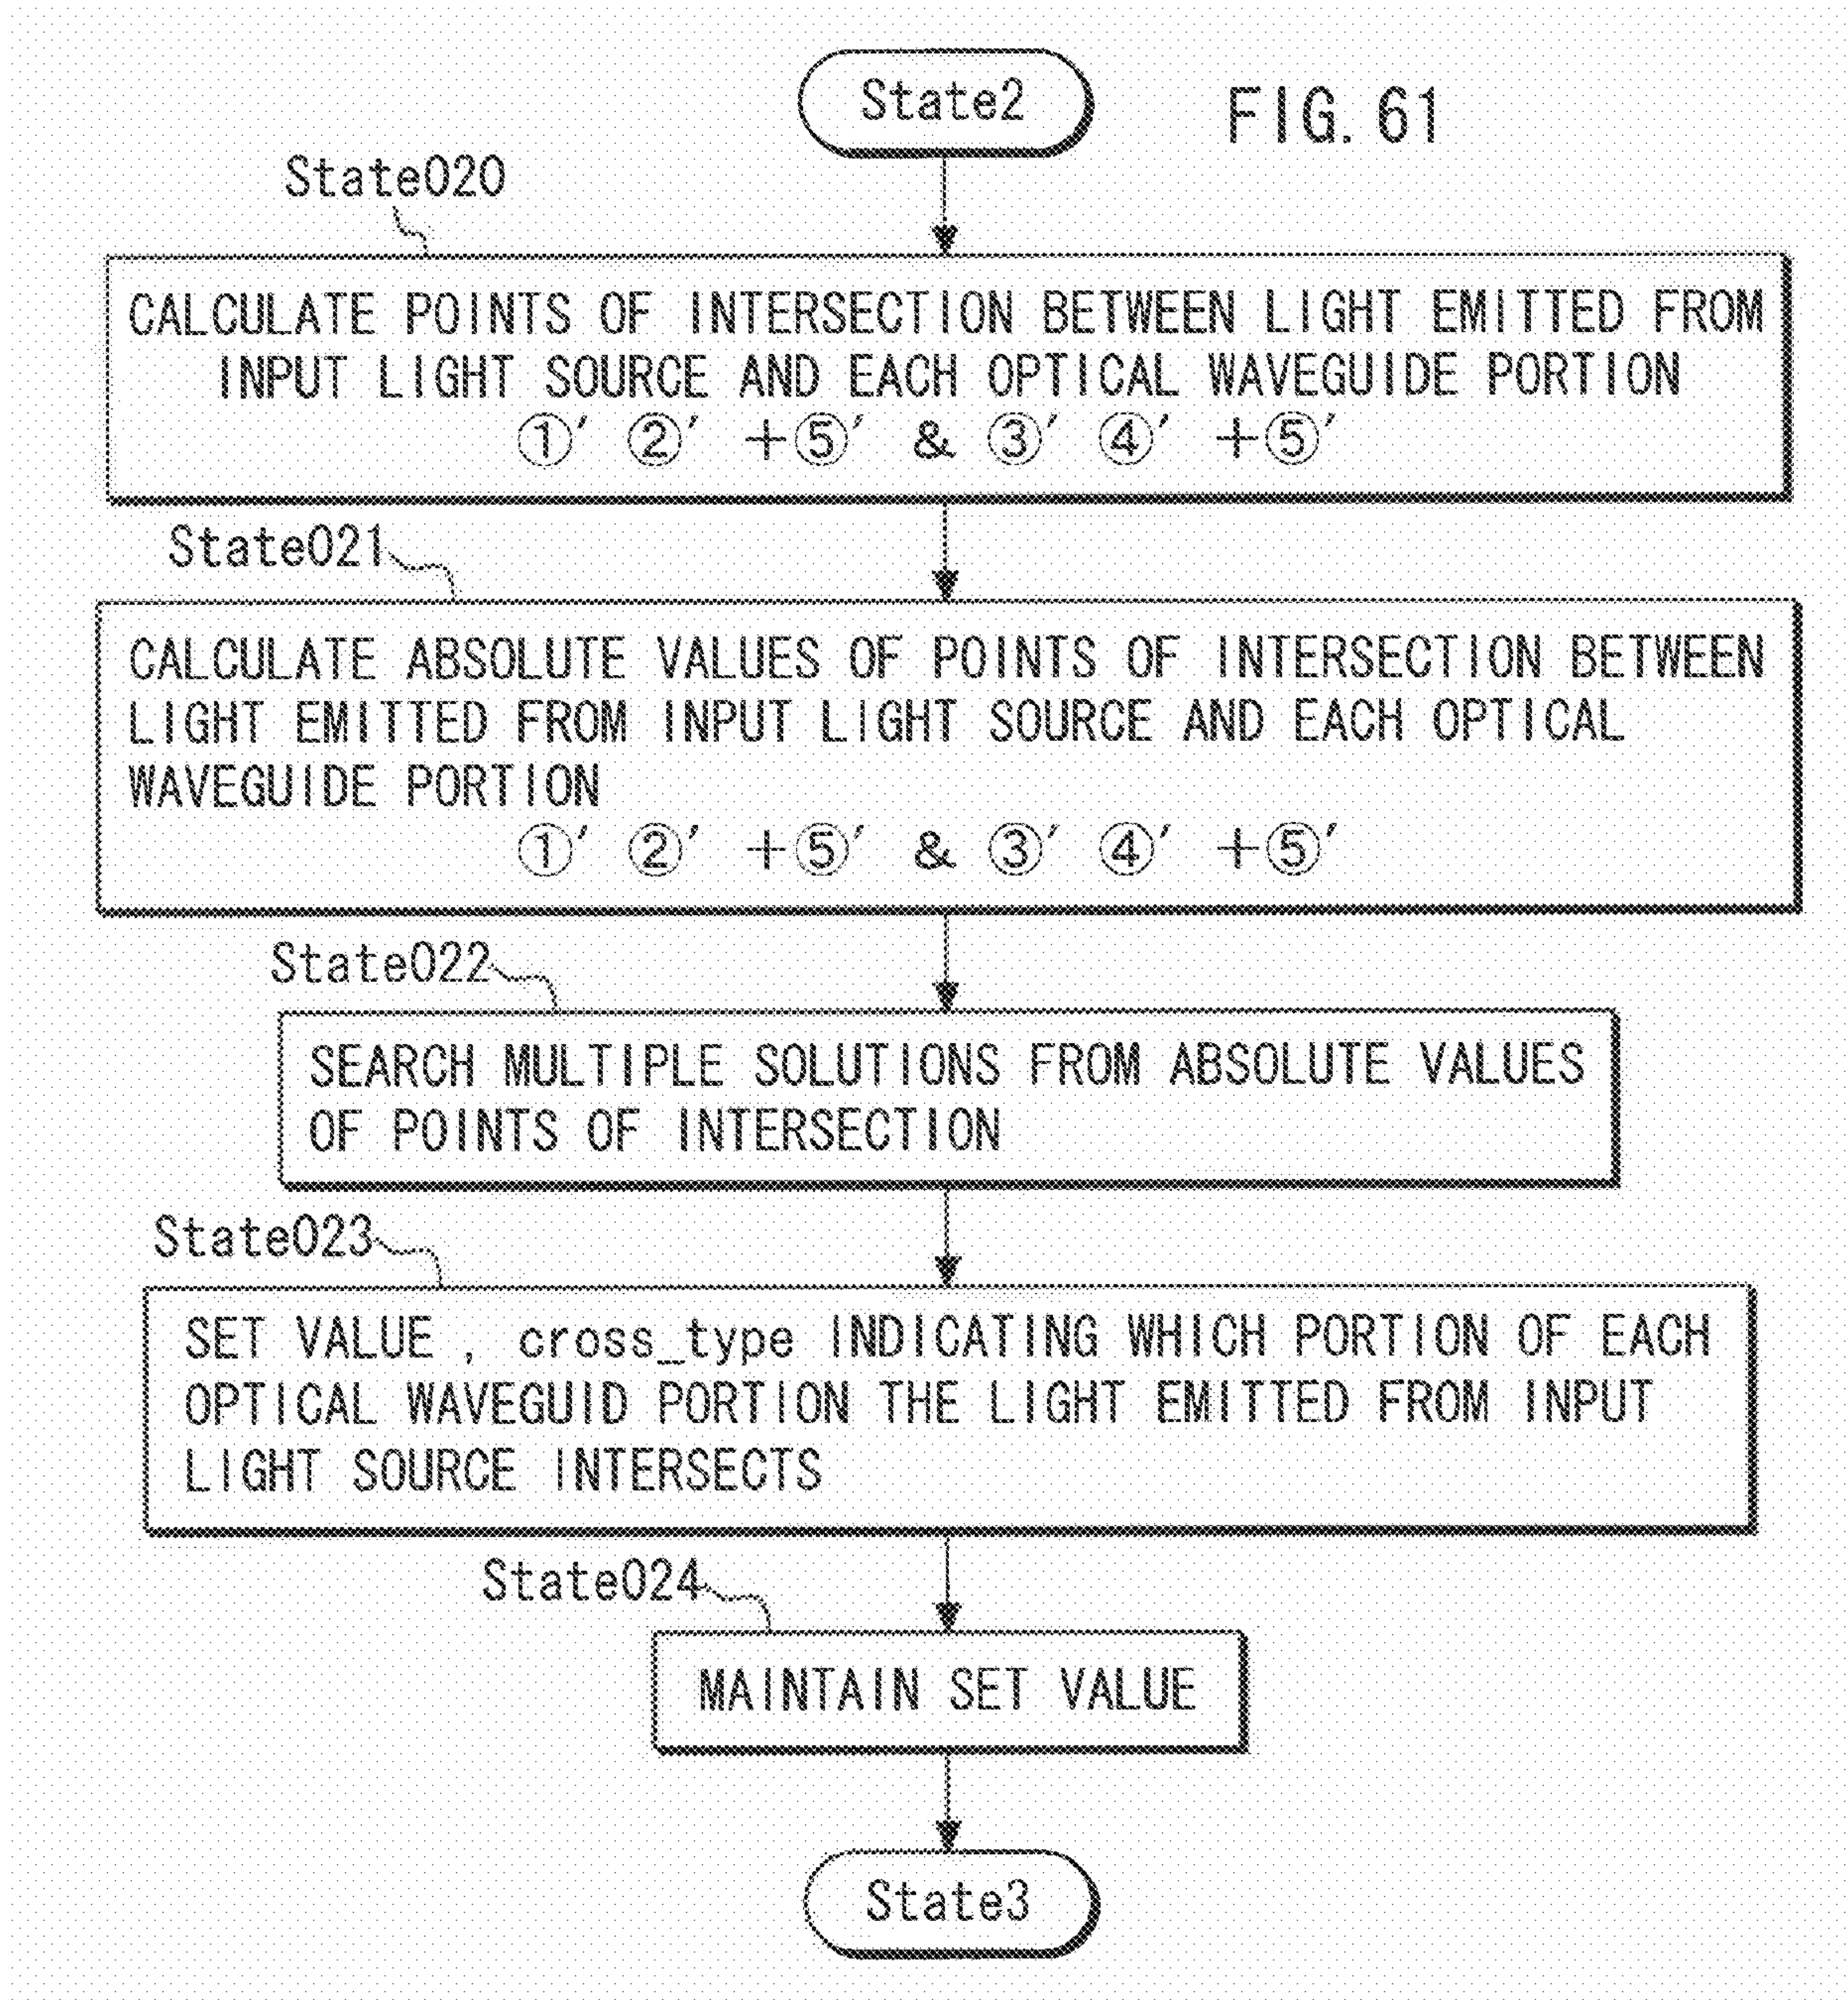 State2
FIG. 61
State020
CALCULATE POINTS OF INTERSECTION BETWEEN LIGHT EMITTED FROM
INPUT LIGHT SOURCE AND EACH OPTICAL WAVEGUIDE PORTION
①′ ②′ +⑤′ & ③′ ④′ +⑤′
State021
CALCULATE ABSOLUTE VALUES OF POINTS OF INTERSECTION BETWEEN
LIGHT EMITTED FROM INPUT LIGHT SOURCE AND EACH OPTICAL
WAVEGUIDE PORTION
①′ ②′ +⑤′ & ③′ ④′ +⑤′
State022
SEARCH MULTIPLE SOLUTIONS FROM ABSOLUTE VALUES
OF POINTS OF INTERSECTION
State023
SET VALUE , cross_type INDICATING WHICH PORTION OF EACH
OPTICAL WAVEGUID PORTION THE LIGHT EMITTED FROM INPUT
LIGHT SOURCE INTERSECTS
State024
MAINTAIN SET VALUE
State3